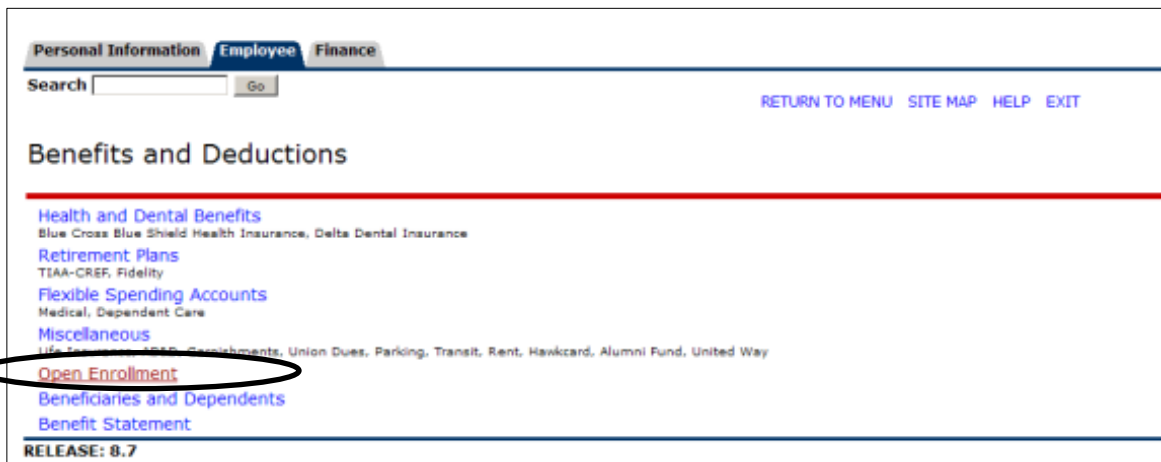 Personal Information Employee Finance
Search Go
RETURN TO MENU SITE MAP HELP EXIT
Benefits and Deductions
Health and Dental Benefits
Blue Cross Blue Shield Health Insurance, Delta Dental Insurance
Retirement Plans
TIAA-CREF, Fidelity
Flexible Spending Accounts
Medical, Dependent Care
Miscellaneous
Life Insurance, AD&D, Garnishments, Union Dues, Parking, Transit, Rent, Hawkcard, Alumni Fund, United Way
Open Enrollment
Beneficiaries and Dependents
Benefit Statement
RELEASE: 8.7